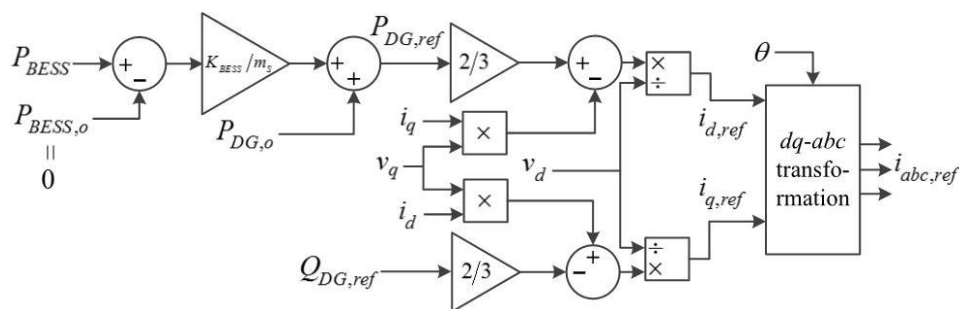 P_BESS
+
−
P_BESS,o
=
0
K_BESS/m_S
+
+
P_DG,o
P_DG,ref
2/3
+
−
i_q
×
v_q
×
i_d
Q_DG,ref
2/3
+
−
v_d
×
÷
÷
×
i_d,ref
i_q,ref
θ
dq-abc
transfo-
rmation
i_abc,ref